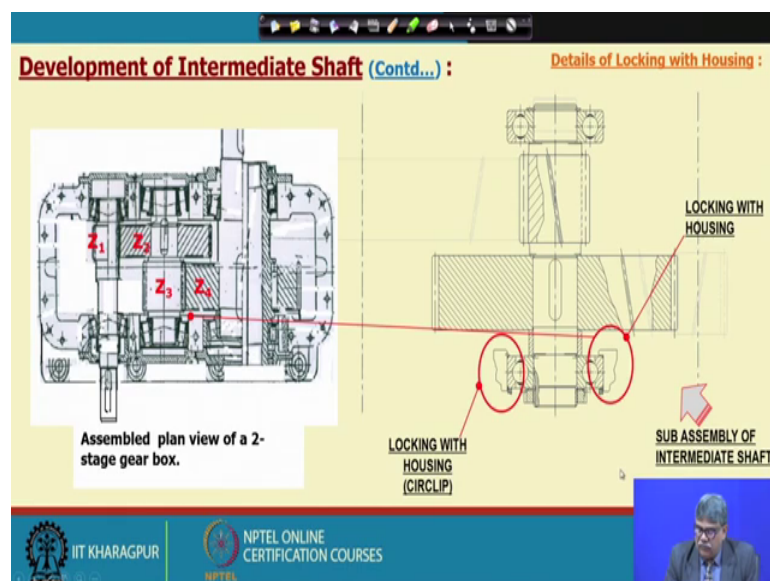 Development of Intermediate Shaft (Contd...) :
Details of Locking with Housing :
Z1
Z2
Z3
Z4
LOCKING WITH
HOUSING
Assembled plan view of a 2-
stage gear box.
LOCKING WITH
HOUSING
(CIRCLIP)
SUB ASSEMBLY OF
INTERMEDIATE SHAFT
IIT KHARAGPUR
NPTEL
NPTEL ONLINE
CERTIFICATION COURSES